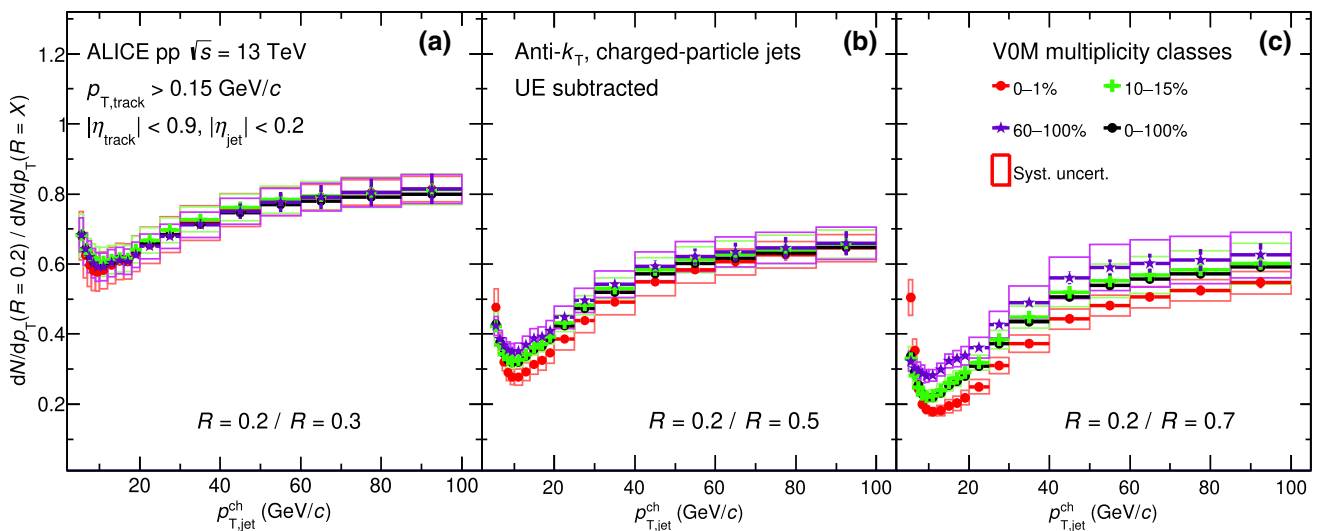 dN/dp_T(R = 0.2) / dN/dp_T(R = X)
1.2
1
0.8
0.6
0.4
0.2
ALICE pp √s = 13 TeV
(a)
p_T,track > 0.15 GeV/c
|η_track| < 0.9, |η_jet| < 0.2
R = 0.2 / R = 0.3
20 40 60 80 100
p^ch_T,jet (GeV/c)
Anti-k_T, charged-particle jets
(b)
UE subtracted
R = 0.2 / R = 0.5
20 40 60 80 100
p^ch_T,jet (GeV/c)
V0M multiplicity classes
(c)
0–1%
10–15%
60–100%
0–100%
Syst. uncert.
R = 0.2 / R = 0.7
20 40 60 80 100
p^ch_T,jet (GeV/c)